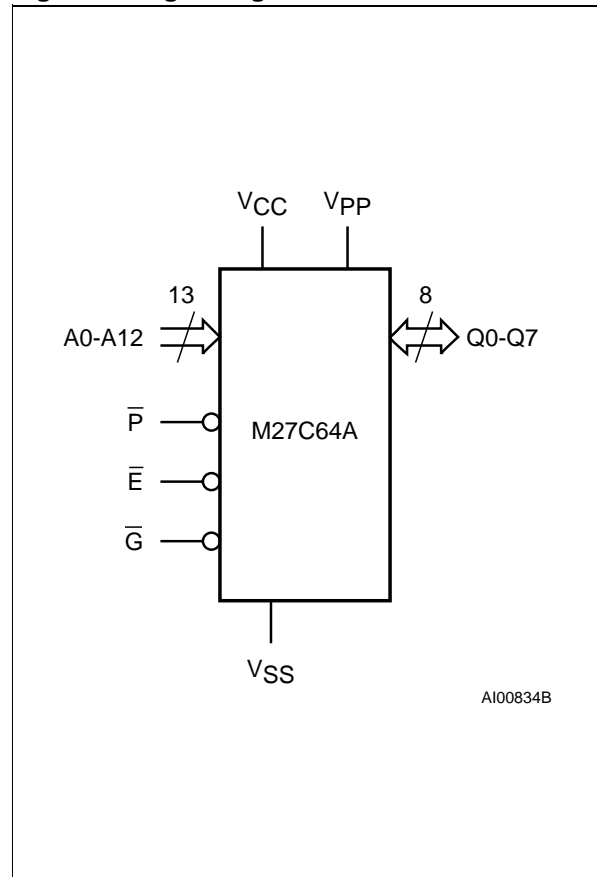 VCC VPP
13 8
A0-A12 Q0-Q7
P̅
M27C64A
E̅
G̅
VSS
AI00834B